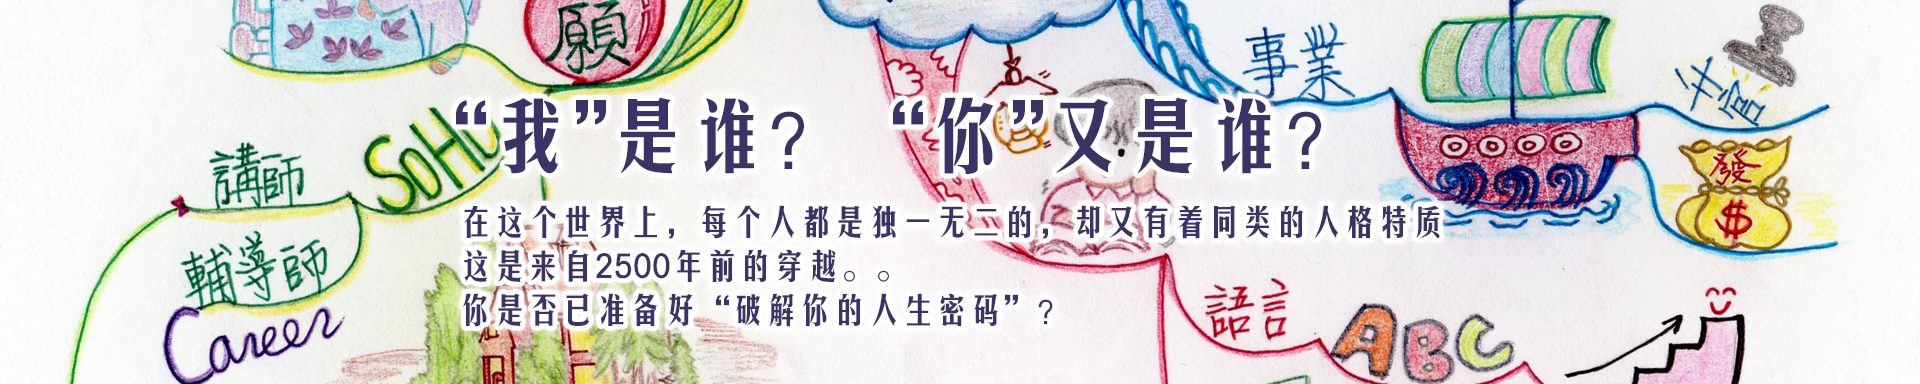 願
事業
“我”是谁? “你”又是谁?
SOHO
講師
發
$
在这个世界上，每个人都是独一无二的，却又有着同类的人格特质
輔導師
这是来自2500年前的穿越。。
你是否已准备好“破解你的人生密码”?
語言
ABC
Career